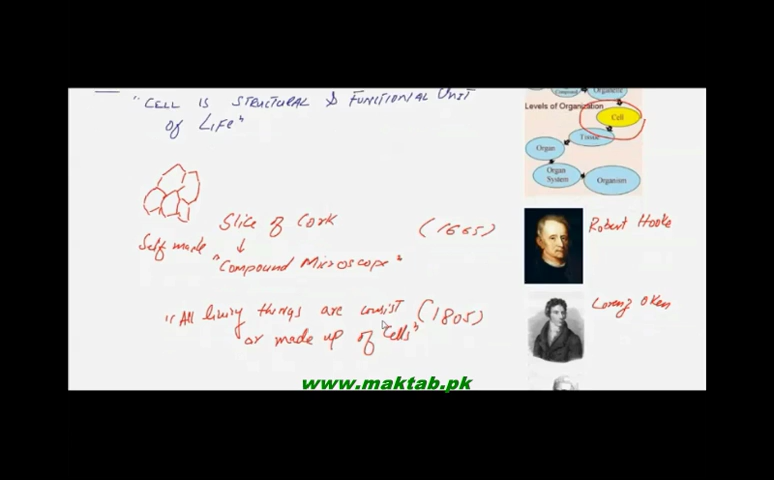 "CELL IS STRUCTURAL & FUNCTIONAL UNIT
OF LIFE"
Organelle
Levels of Organization
Cell
Tissue
Organ
Organ
System
Organism
Slice of Cork (1665)
Robert Hooke
Self made ↓
"Compound Microscope"
"All living things are consist (1805)
or made up of Cells"
Lorenz Oken
www.maktab.pk